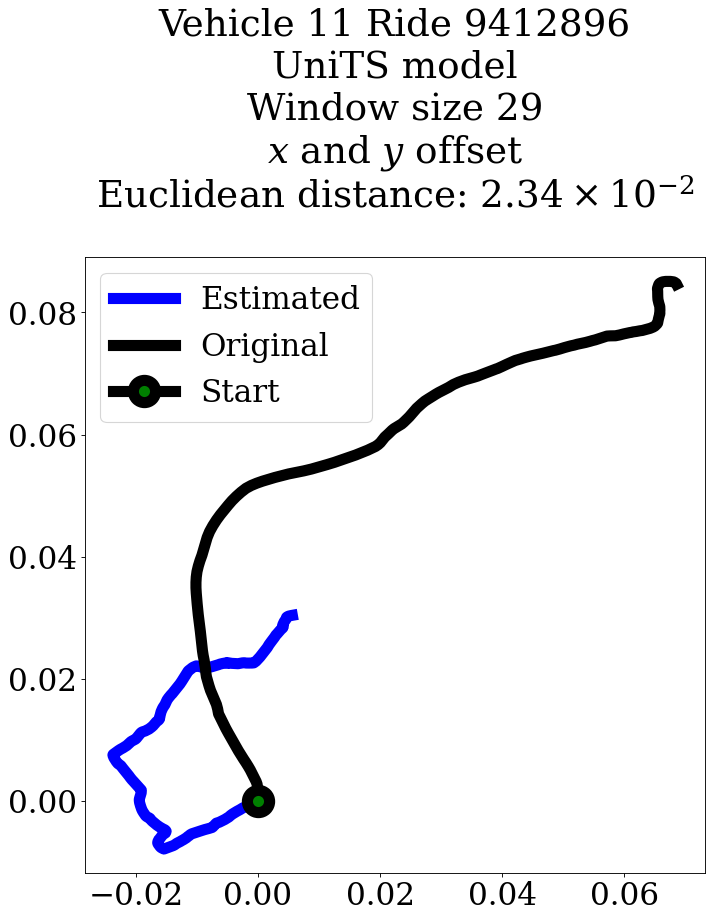 Vehicle 11 Ride 9412896
UniTS model
Window size 29
x and y offset
Euclidean distance: 2.34 × 10⁻²
Estimated
Original
Start
0.08
0.06
0.04
0.02
0.00
−0.02 0.00 0.02 0.04 0.06